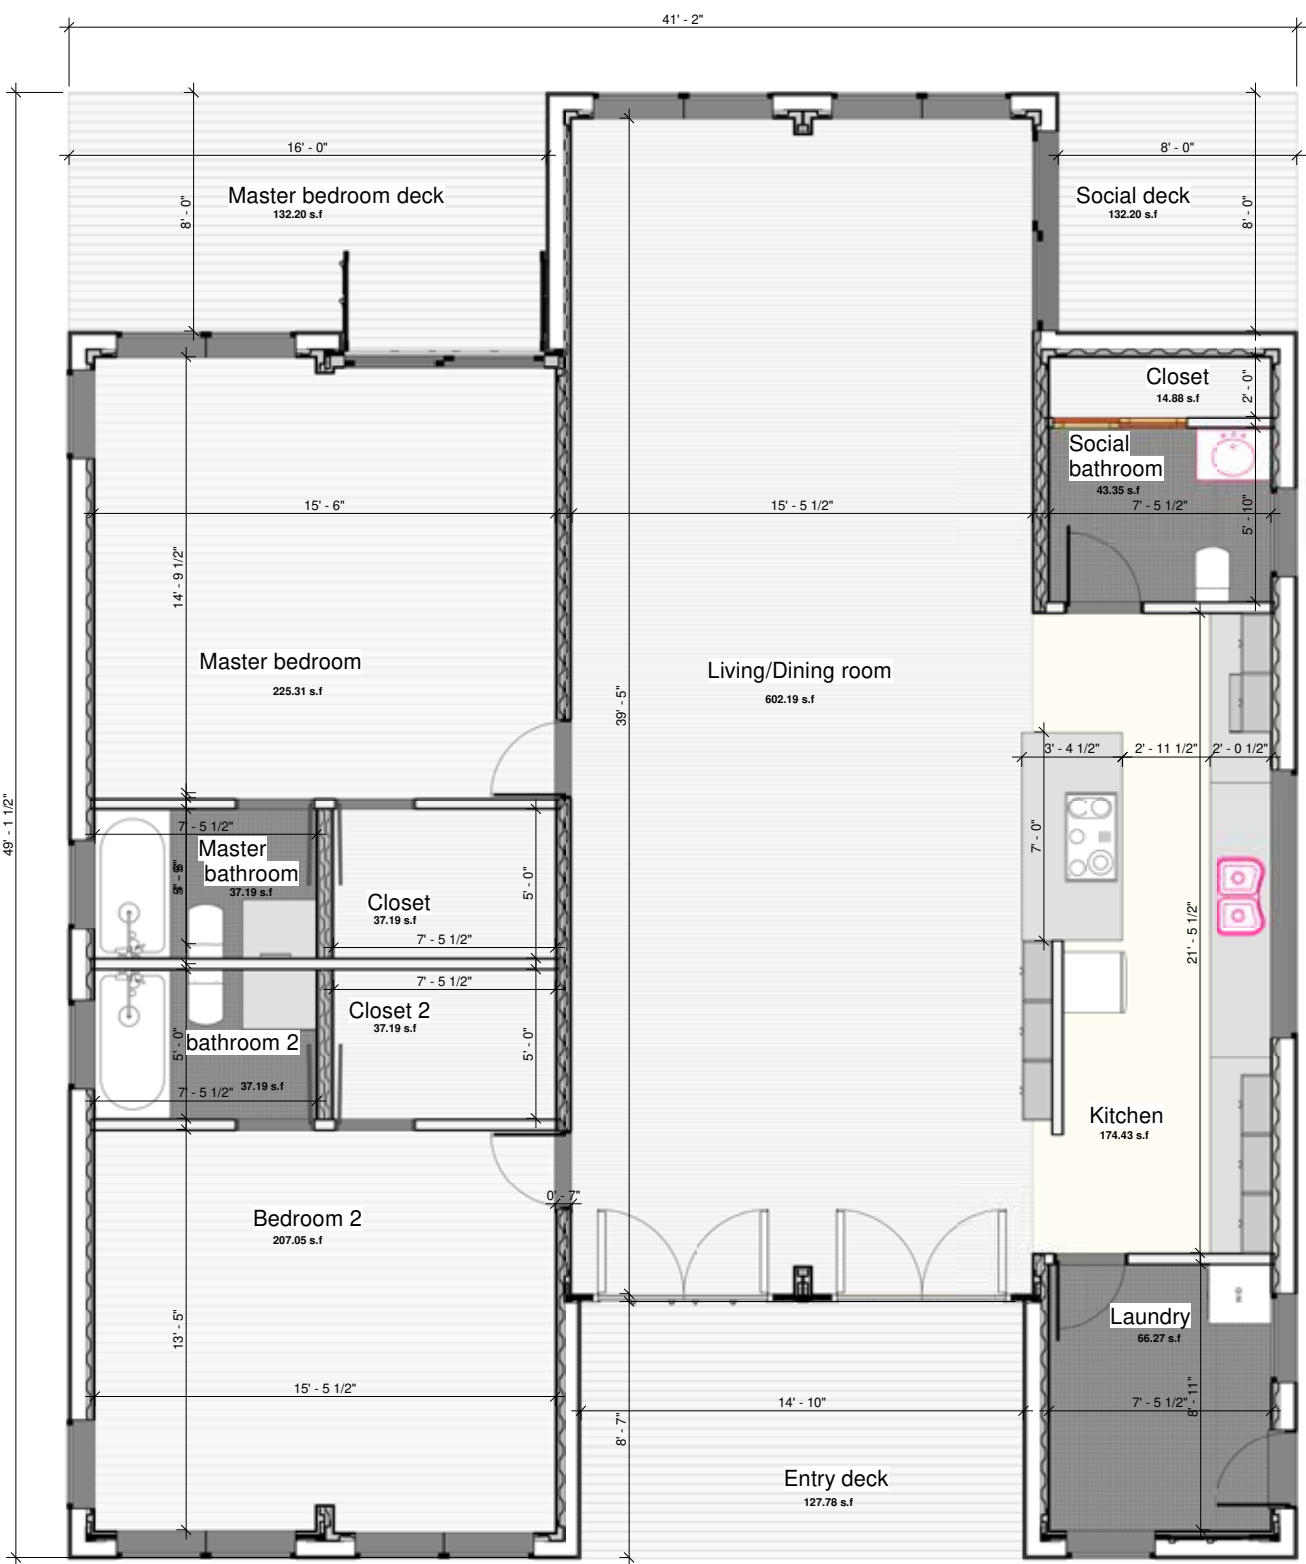 41' - 2"
16' - 0"
8' - 0"
Master bedroom deck
132.20 s.f
8' - 0"
Social deck
132.20 s.f
8' - 0"
Closet
14.88 s.f
2' - 0"
Social
bathroom
43.35 s.f
15' - 6"
15' - 5 1/2"
7' - 5 1/2"
5' - 10"
14' - 9 1/2"
Master bedroom
225.31 s.f
Living/Dining room
602.19 s.f
39' - 5"
3' - 4 1/2"
2' - 11 1/2"
2' - 0 1/2"
49' - 1 1/2"
7' - 5 1/2"
Master
bathroom
37.19 s.f
7' - 0"
5' - 0"
Closet
37.19 s.f
7' - 5 1/2"
21' - 5 1/2"
7' - 5 1/2"
Closet 2
37.19 s.f
5' - 0"
bathroom 2
5' - 0"
37.19 s.f
7' - 5 1/2"
Kitchen
174.43 s.f
0' - 7"
Bedroom 2
207.05 s.f
W/D
Laundry
66.27 s.f
13' - 5"
15' - 5 1/2"
14' - 10"
7' - 5 1/2"
8' - 11"
8' - 7"
Entry deck
127.78 s.f